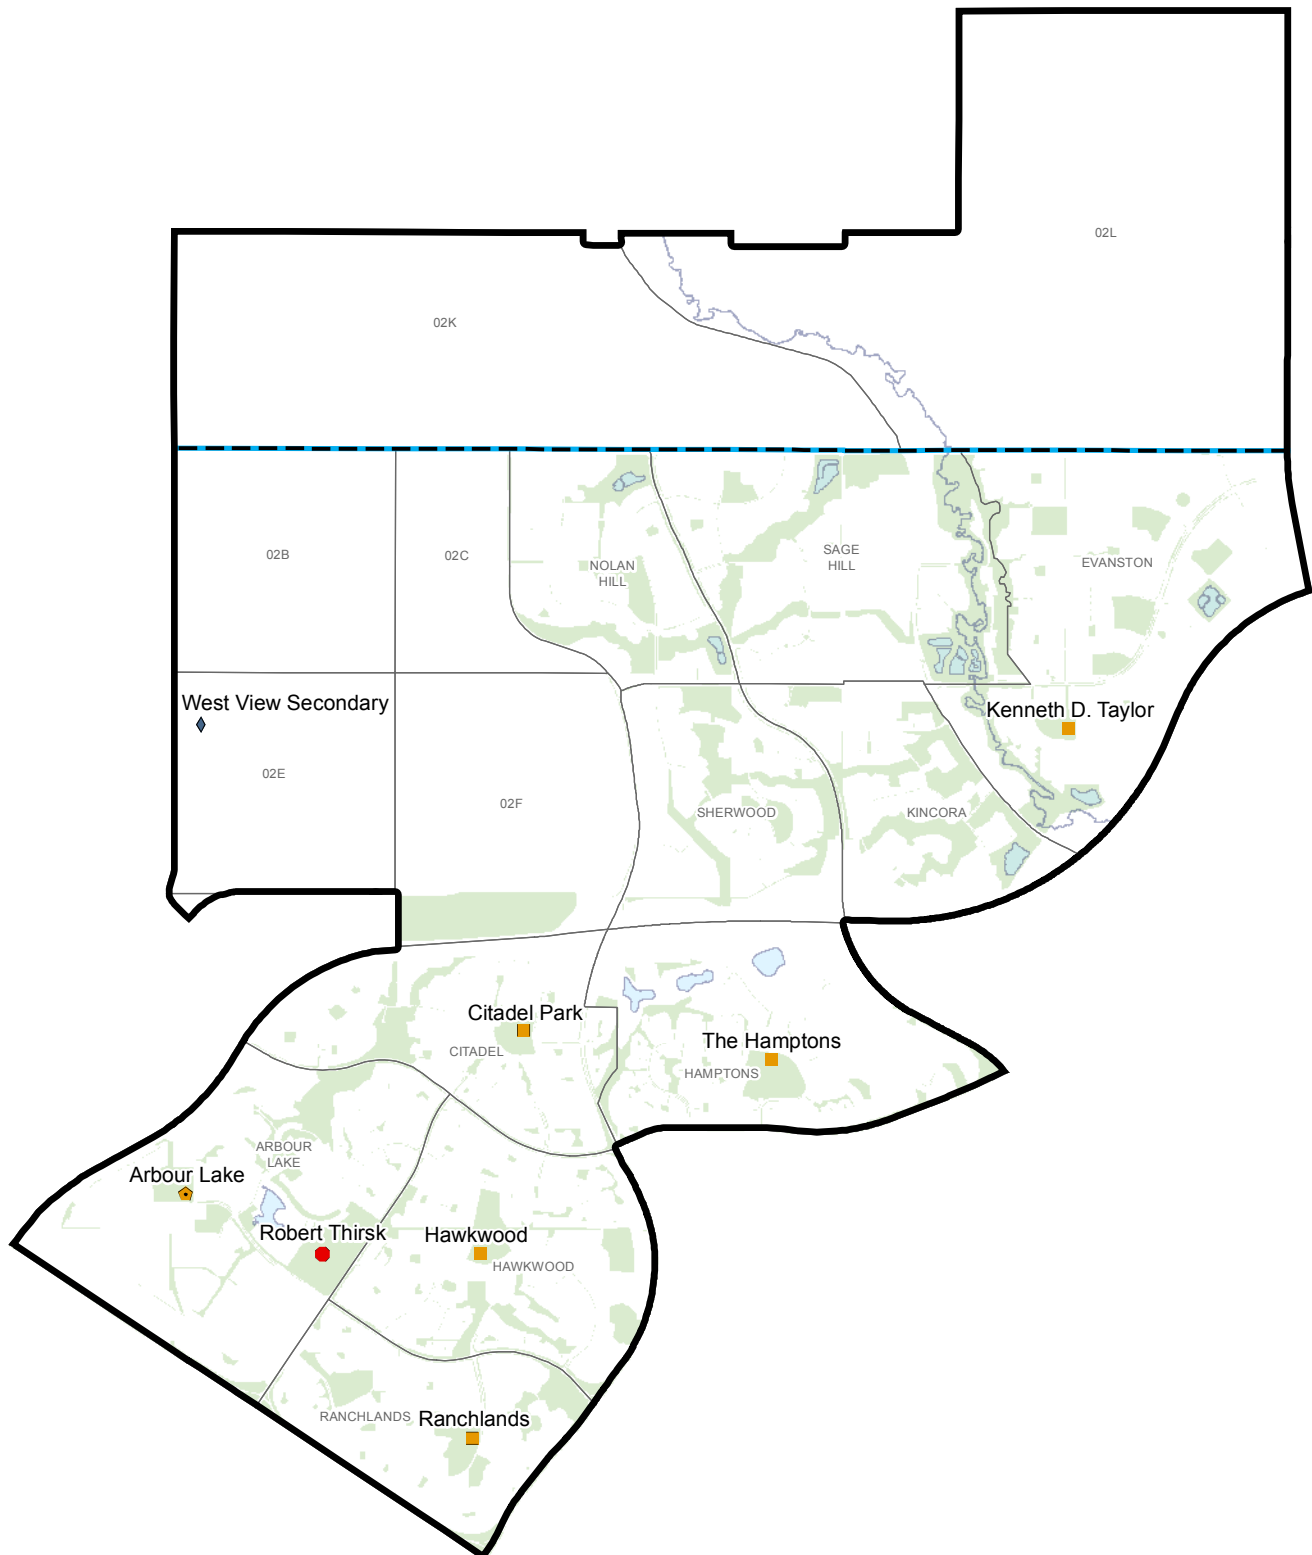 02L
02K
02B
02C
NOLAN
HILL
SAGE
HILL
EVANSTON
West View Secondary
Kenneth D. Taylor
02E
02F
SHERWOOD
KINCORA
Citadel Park
CITADEL
The Hamptons
HAMPTONS
ARBOUR
LAKE
Arbour Lake
Robert Thirsk
Hawkwood
HAWKWOOD
RANCHLANDS
Ranchlands